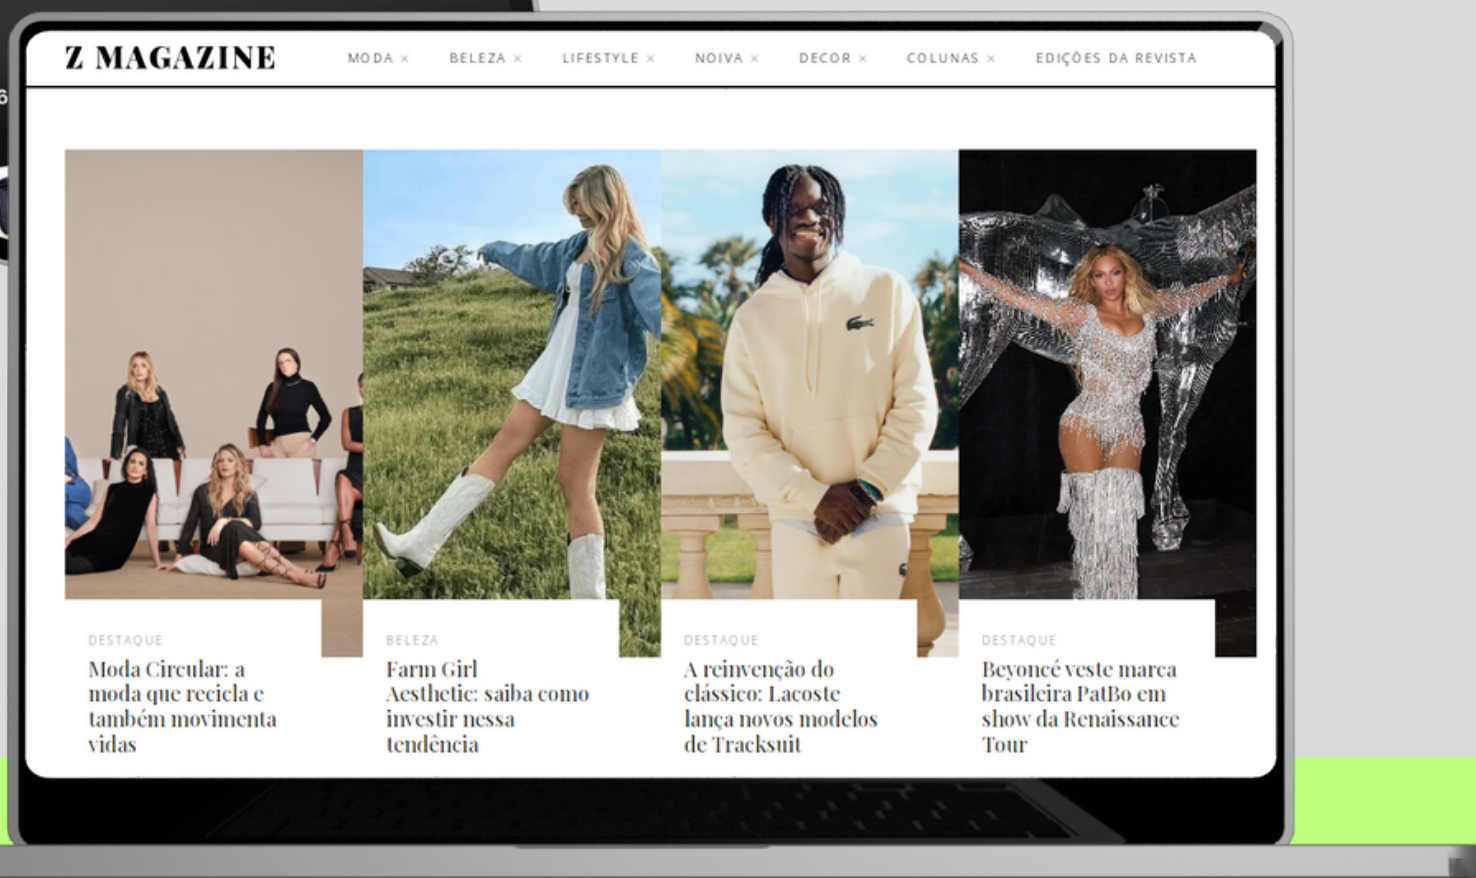 Z MAGAZINE
MODA × BELEZA × LIFESTYLE × NOIVA × DECOR × COLUNAS × EDIÇÕES DA REVISTA
6
DESTAQUE
Moda Circular: a
moda que recicla e
também movimenta
vidas
BELEZA
Farm Girl
Aesthetic: saiba como
investir nessa
tendência
DESTAQUE
A reinvenção do
clássico: Lacoste
lança novos modelos
de Tracksuit
DESTAQUE
Beyoncé veste marca
brasileira PatBo em
show da Renaissance
Tour